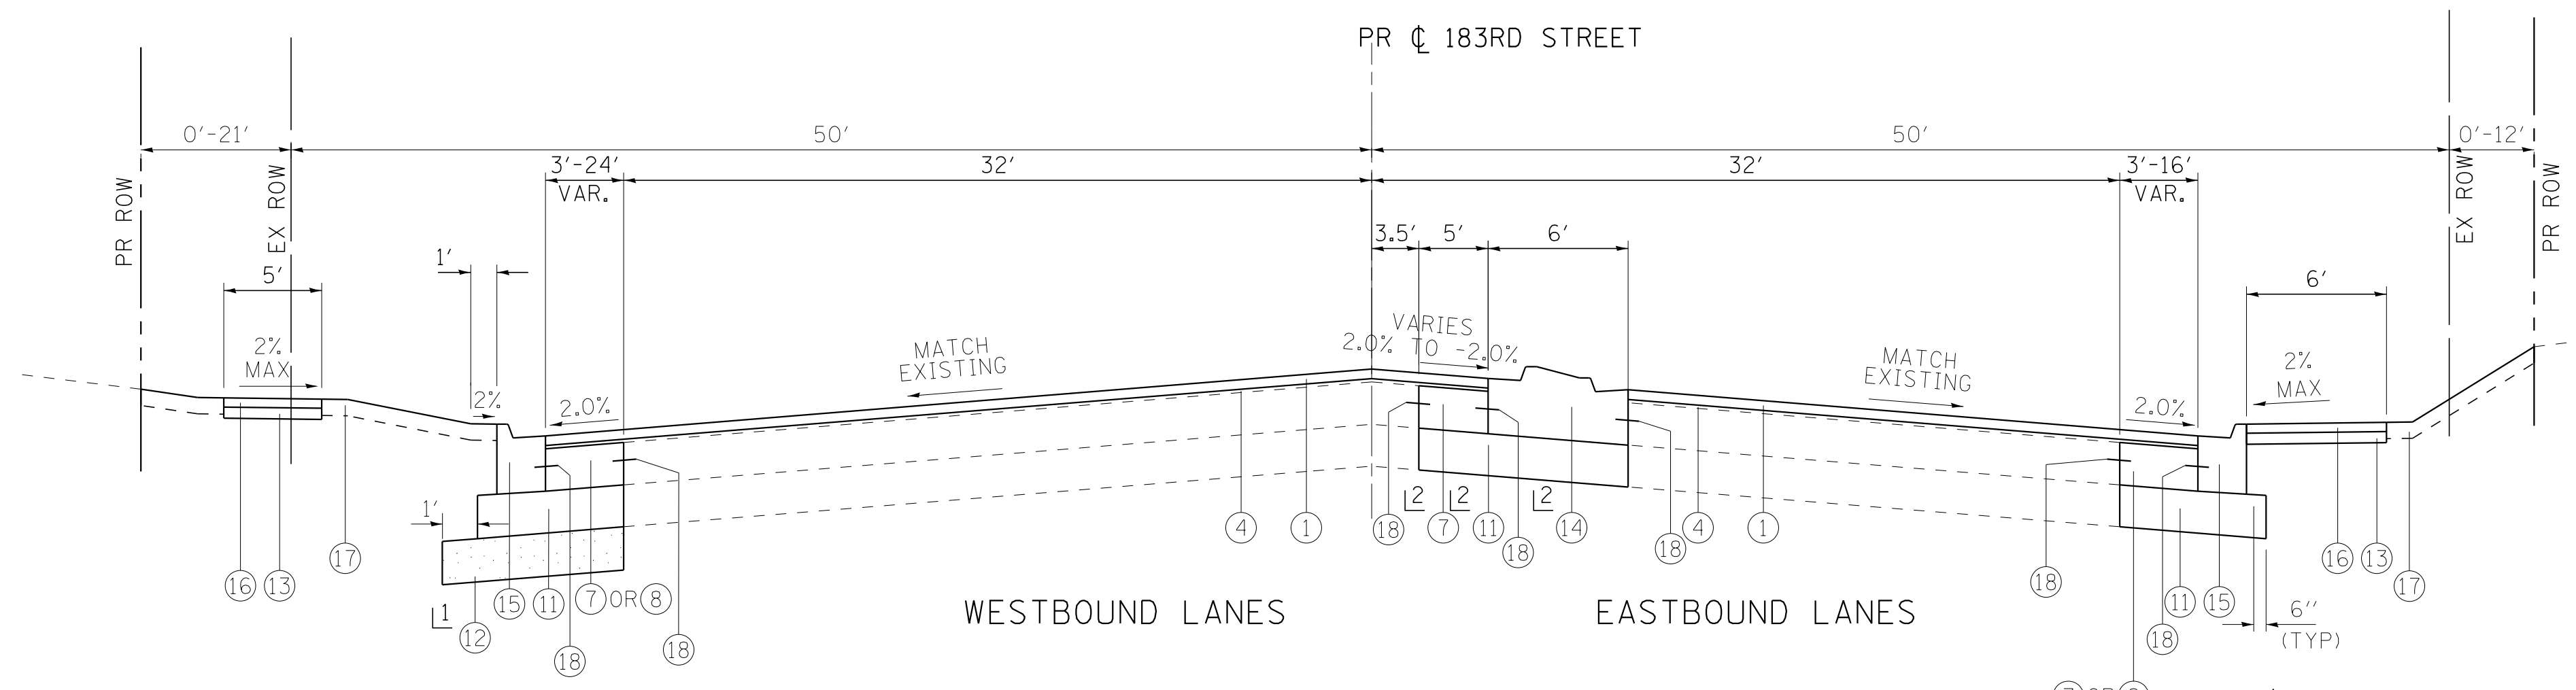 PR ℄ 183RD STREET
0'-21'
50'
50'
0'-12'
3'-24'
VAR.
32'
32'
3'-16'
VAR.
PR ROW
EX ROW
EX ROW
PR ROW
3.5'
5'
6'
1'
5'
6'
2%
MAX
2%
2.0%
MATCH
EXISTING
VARIES
2.0% TO -2.0%
MATCH
EXISTING
2.0%
2%
MAX
1'
16
13
17
1
12
15
11
7 OR 8
18
18
4
1
18
2
7
2
11
18
2
14
18
4
1
18
18
11
15
6''
(TYP)
16
13
17
WESTBOUND LANES
EASTBOUND LANES